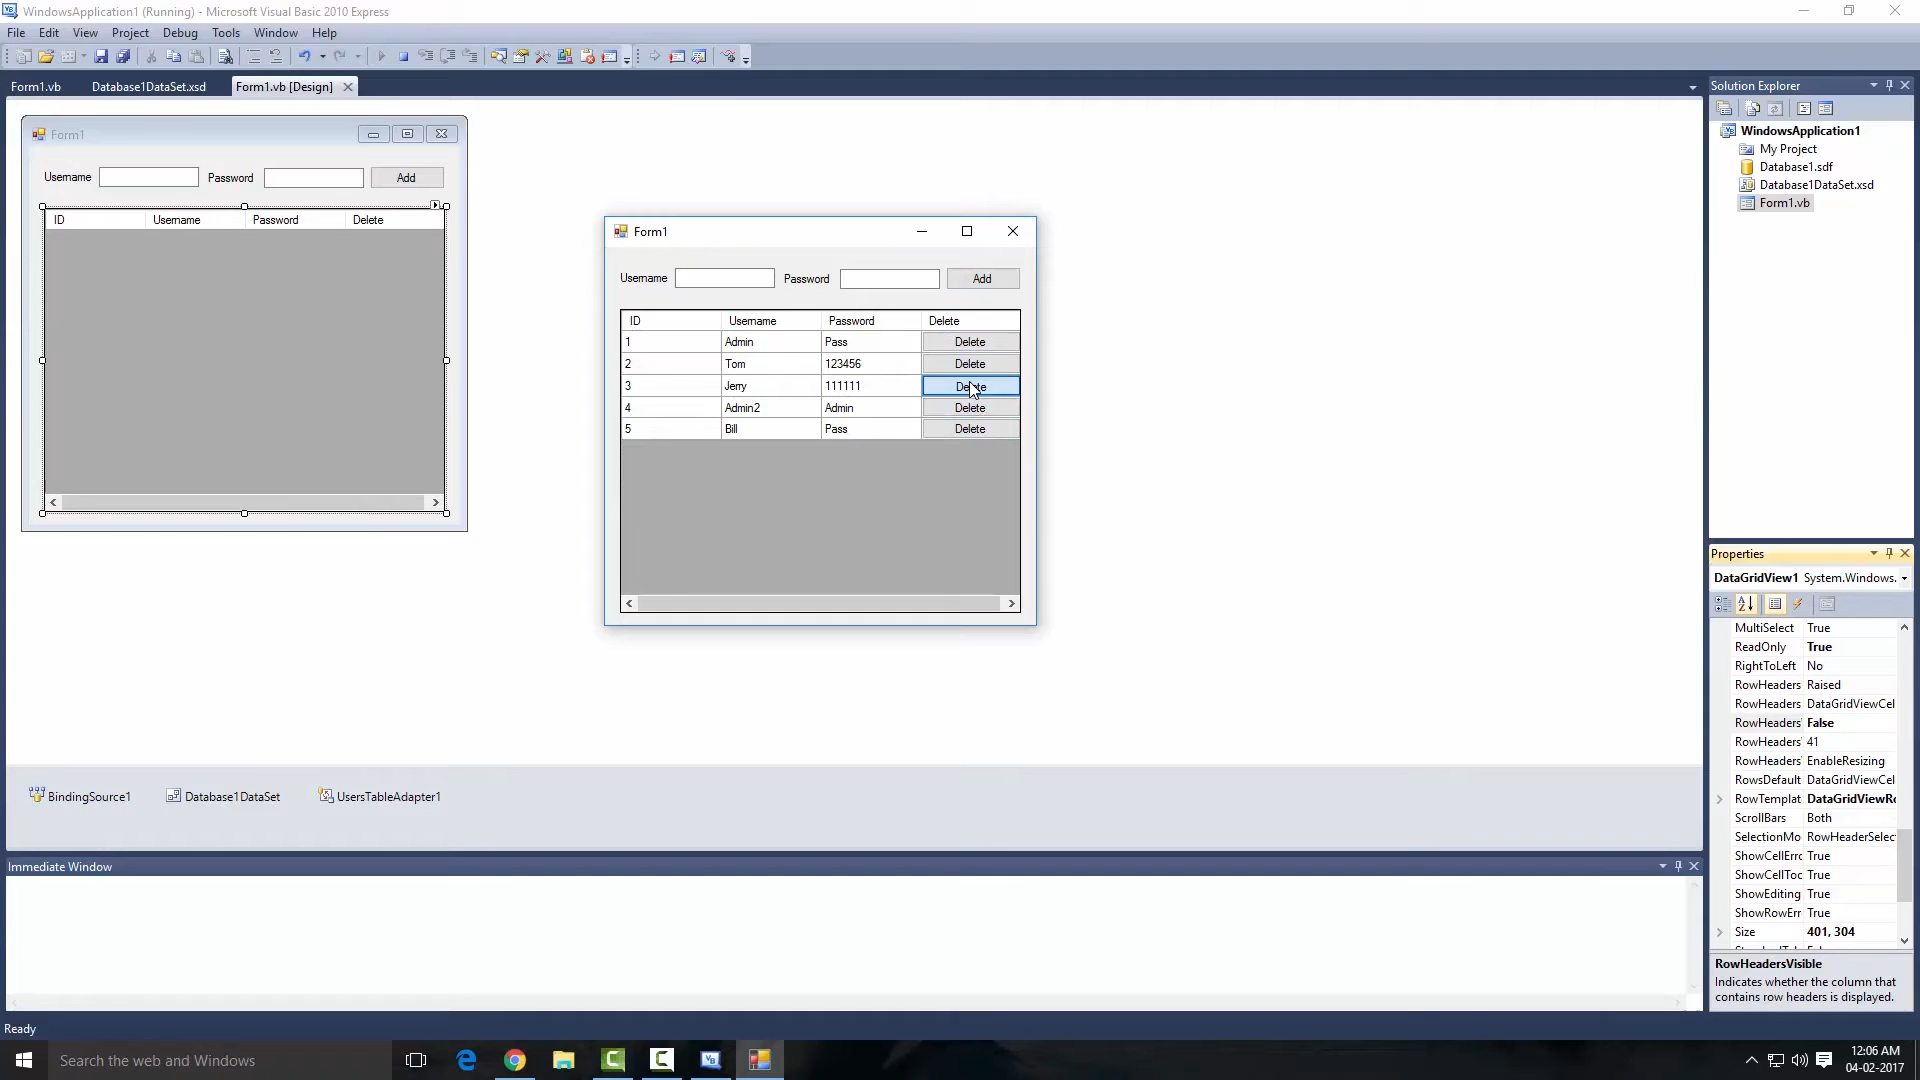 WindowsApplication1 (Running) - Microsoft Visual Basic 2010 Express
File Edit View Project Debug Tools Window Help
Form1.vb Database1DataSet.xsd Form1.vb [Design]
Form1
Username Password Add
ID Username Password Delete
Form1
Username Password Add
ID Username Password Delete
1 Admin Pass Delete
2 Tom 123456 Delete
3 Jerry 111111 Delete
4 Admin2 Admin Delete
5 Bill Pass Delete
BindingSource1 Database1DataSet UsersTableAdapter1
Immediate Window
Solution Explorer
WindowsApplication1
My Project
Database1.sdf
Database1DataSet.xsd
Form1.vb
Properties
DataGridView1 System.Windows.
MultiSelect True
ReadOnly True
RightToLeft No
RowHeaders Raised
RowHeaders DataGridViewCel
RowHeaders' False
RowHeaders' 41
RowHeaders' EnableResizing
RowsDefault DataGridViewCel
RowTemplat DataGridViewRo
ScrollBars Both
SelectionMo RowHeaderSelec
ShowCellErrc True
ShowCellToc True
ShowEditing True
ShowRowErr True
Size 401, 304
RowHeadersVisible
Indicates whether the column that
contains row headers is displayed.
Ready
Search the web and Windows
12:06 AM
04-02-2017